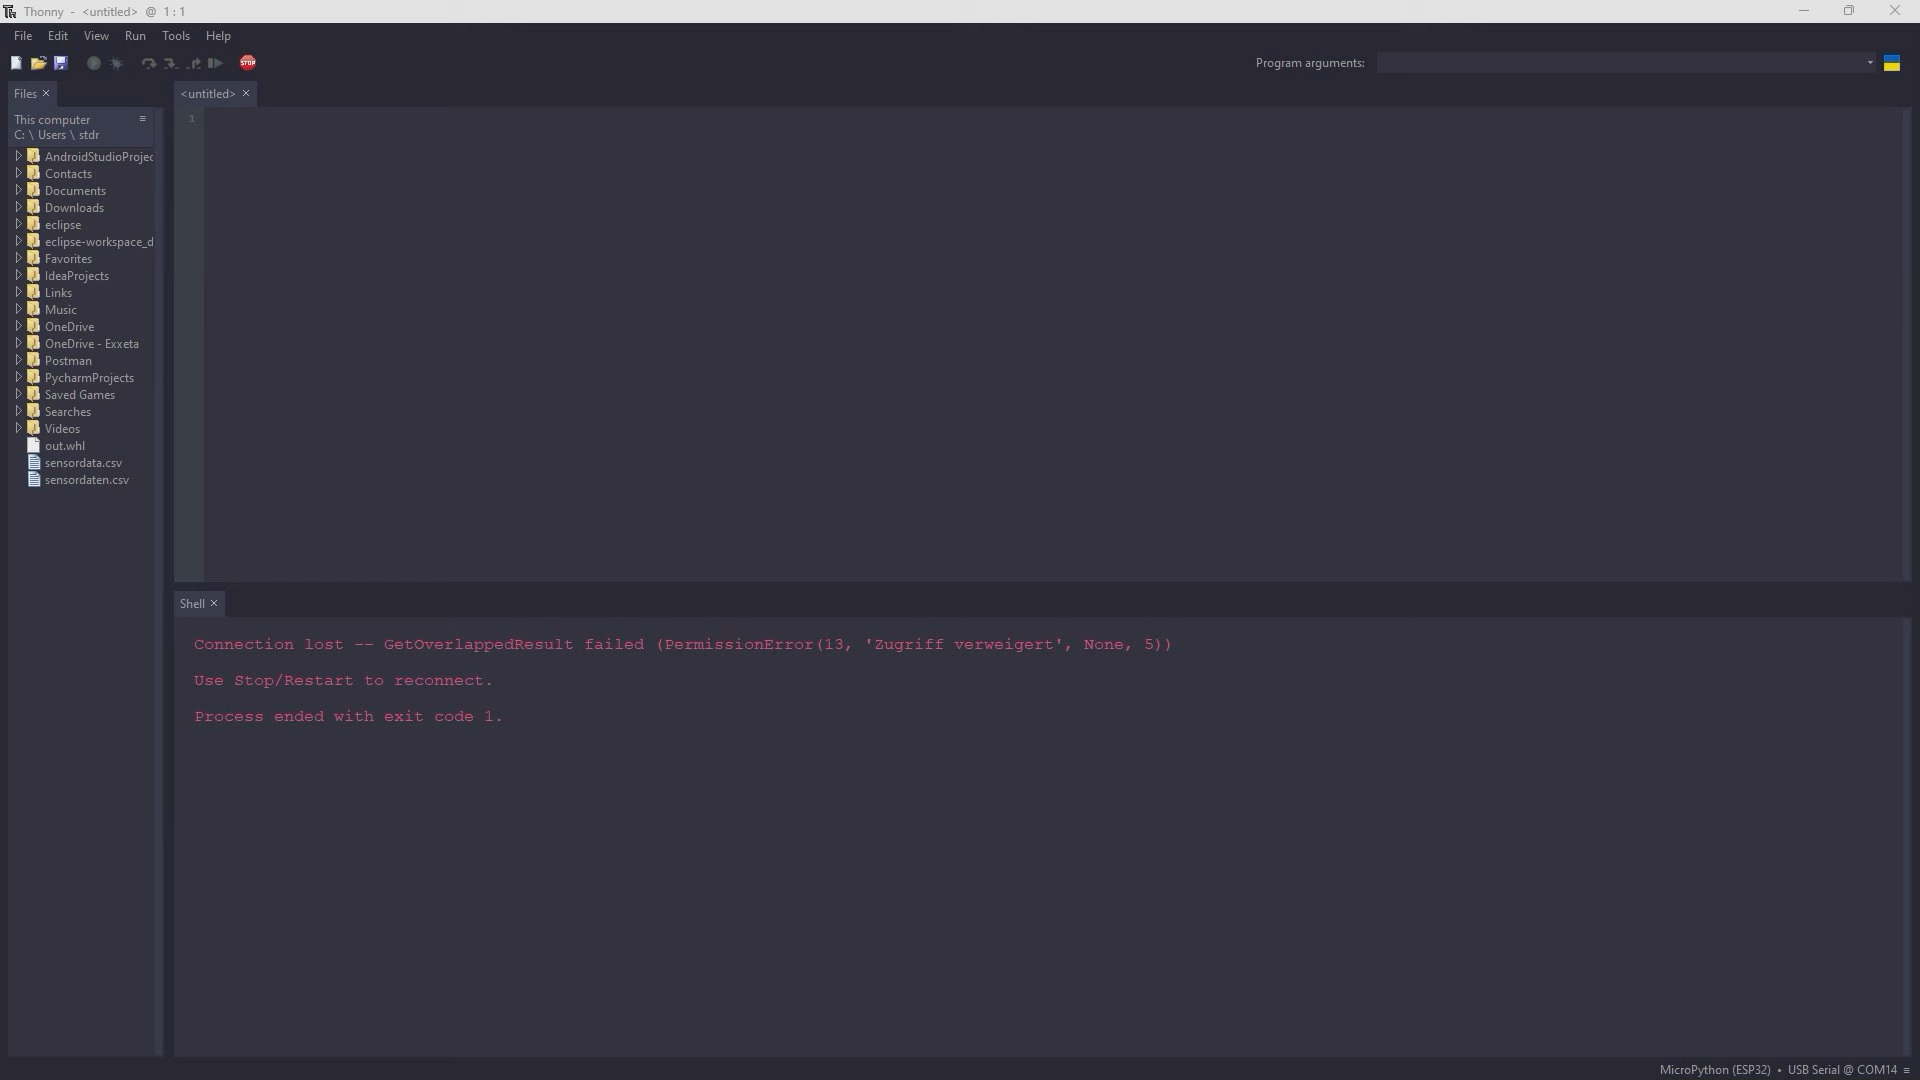 Thonny - <untitled> @ 1:1
File Edit View Run Tools Help
STOP
Program arguments:
Files ×
<untitled> ×
This computer
C: \ Users \ stdr
AndroidStudioProjec
Contacts
Documents
Downloads
eclipse
eclipse-workspace_d
Favorites
IdeaProjects
Links
Music
OneDrive
OneDrive - Exxeta
Postman
PycharmProjects
Saved Games
Searches
Videos
out.whl
sensordata.csv
sensordaten.csv
1
Shell ×
Connection lost -- GetOverlappedResult failed (PermissionError(13, 'Zugriff verweigert', None, 5))
Use Stop/Restart to reconnect.
Process ended with exit code 1.
MicroPython (ESP32) • USB Serial @ COM14 ≡